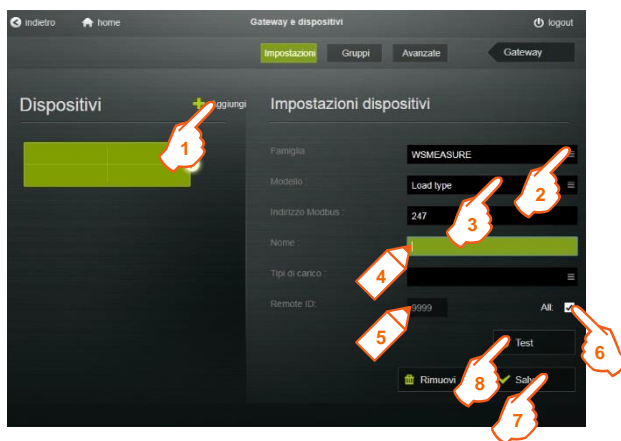 indietro home Gateway e dispositivi logout
Impostazioni Gruppi Avanzate Gateway
Dispositivi Aggiungi Impostazioni dispositivi
1
Famiglia WSMEASURE
2
Modello : Load type
3
Indirizzo Modbus : 247
Nome :
4
Tipi di carico :
Remote ID: 9999 All:
5
6
Test
Rimuovi
8
7